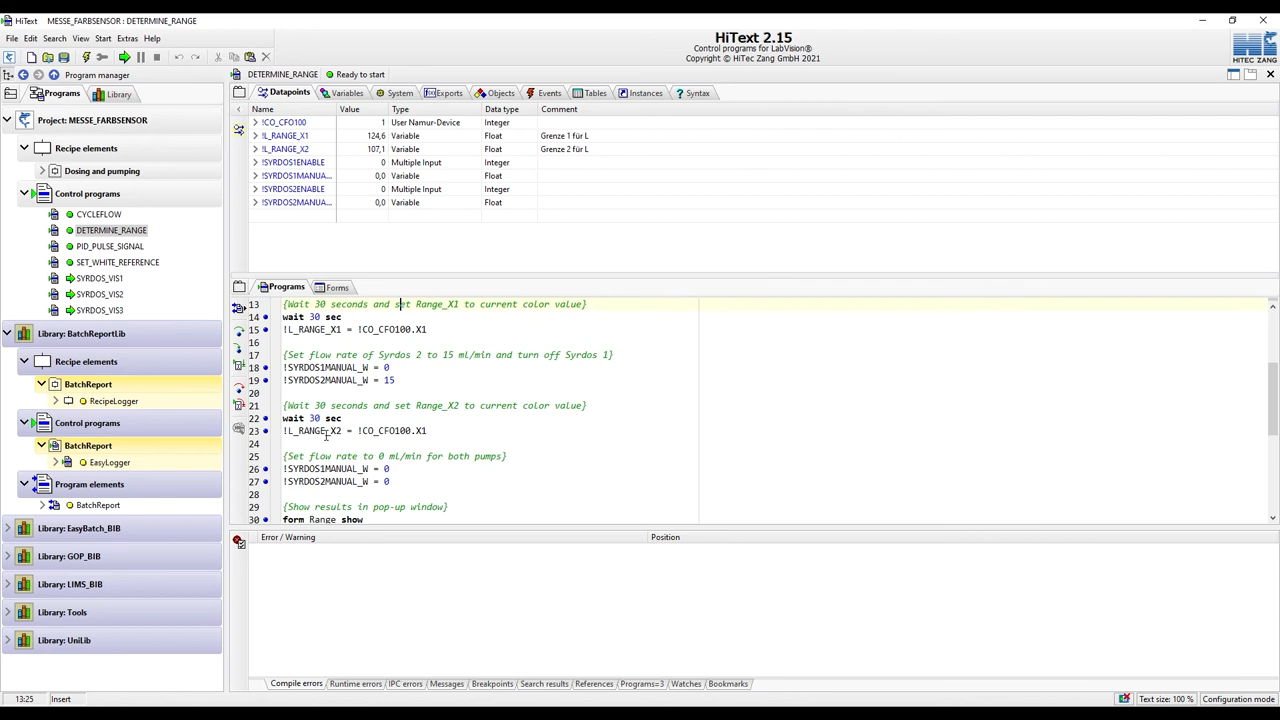 HiText MESSE_FARBSENSOR : DETERMINE_RANGE
File Edit Search View Start Extras Help
HiText 2.15
Control programs for LabVision®
Copyright © HiTec Zang GmbH 2021
HITEC ZANG
Program manager
DETERMINE_RANGE Ready to start
Programs Library
Datapoints Variables System Exports Objects Events Tables Instances Syntax
Name Value Type Data type Comment
!CO_CFO100 1 User Namur-Device Integer
!L_RANGE_X1 124,6 Variable Float Grenze 1 für L
!L_RANGE_X2 107,1 Variable Float Grenze 2 für L
!SYRDOS1ENABLE 0 Multiple Input Integer
!SYRDOS1MANUA... 0,0 Variable Float
!SYRDOS2ENABLE 0 Multiple Input Integer
!SYRDOS2MANUA... 0,0 Variable Float
Project: MESSE_FARBSENSOR
Recipe elements
Dosing and pumping
Control programs
CYCLEFLOW
DETERMINE_RANGE
PID_PULSE_SIGNAL
SET_WHITE_REFERENCE
SYRDOS_VIS1
SYRDOS_VIS2
SYRDOS_VIS3
Library: BatchReportLib
Recipe elements
BatchReport
RecipeLogger
Control programs
BatchReport
EasyLogger
Program elements
BatchReport
Library: EasyBatch_BIB
Library: GOP_BIB
Library: LIMS_BIB
Library: Tools
Library: UniLib
Programs Forms
13 {Wait 30 seconds and set Range_X1 to current color value}
14 wait 30 sec
15 !L_RANGE_X1 = !CO_CFO100.X1
16
17 {Set flow rate of Syrdos 2 to 15 ml/min and turn off Syrdos 1}
18 !SYRDOS1MANUAL_W = 0
19 !SYRDOS2MANUAL_W = 15
20
21 {Wait 30 seconds and set Range_X2 to current color value}
22 wait 30 sec
23 !L_RANGE_X2 = !CO_CFO100.X1
24
25 {Set flow rate to 0 ml/min for both pumps}
26 !SYRDOS1MANUAL_W = 0
27 !SYRDOS2MANUAL_W = 0
28
29 {Show results in pop-up window}
30 form Range show
Error / Warning Position
Compile errors Runtime errors IPC errors Messages Breakpoints Search results References Programs=3 Watches Bookmarks
13:25 Insert Text size: 100 % Configuration mode